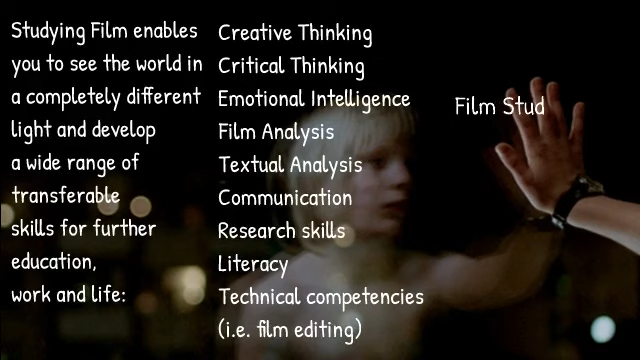 Studying Film enables
you to see the world in
a completely different
light and develop
a wide range of
transferable
skills for further
education,
work and life:
Creative Thinking
Critical Thinking
Emotional Intelligence
Film Analysis
Textual Analysis
Communication
Research skills
Literacy
Technical competencies
(i.e. film editing)
Film Stud